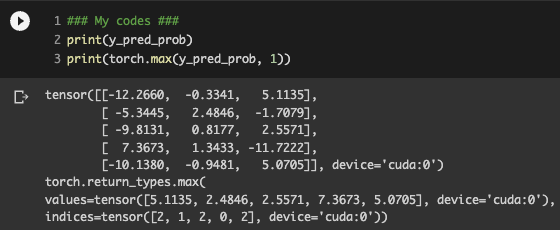 1 ### My codes ###
2 print(y_pred_prob)
3 print(torch.max(y_pred_prob, 1))
tensor([[-12.2660,  -0.3341,   5.1135],
        [ -5.3445,   2.4846,  -1.7079],
        [ -9.8131,   0.8177,   2.5571],
        [  7.3673,   1.3433, -11.7222],
        [-10.1380,  -0.9481,   5.0705]], device='cuda:0')
torch.return_types.max(
values=tensor([5.1135, 2.4846, 2.5571, 7.3673, 5.0705], device='cuda:0'),
indices=tensor([2, 1, 2, 0, 2], device='cuda:0'))